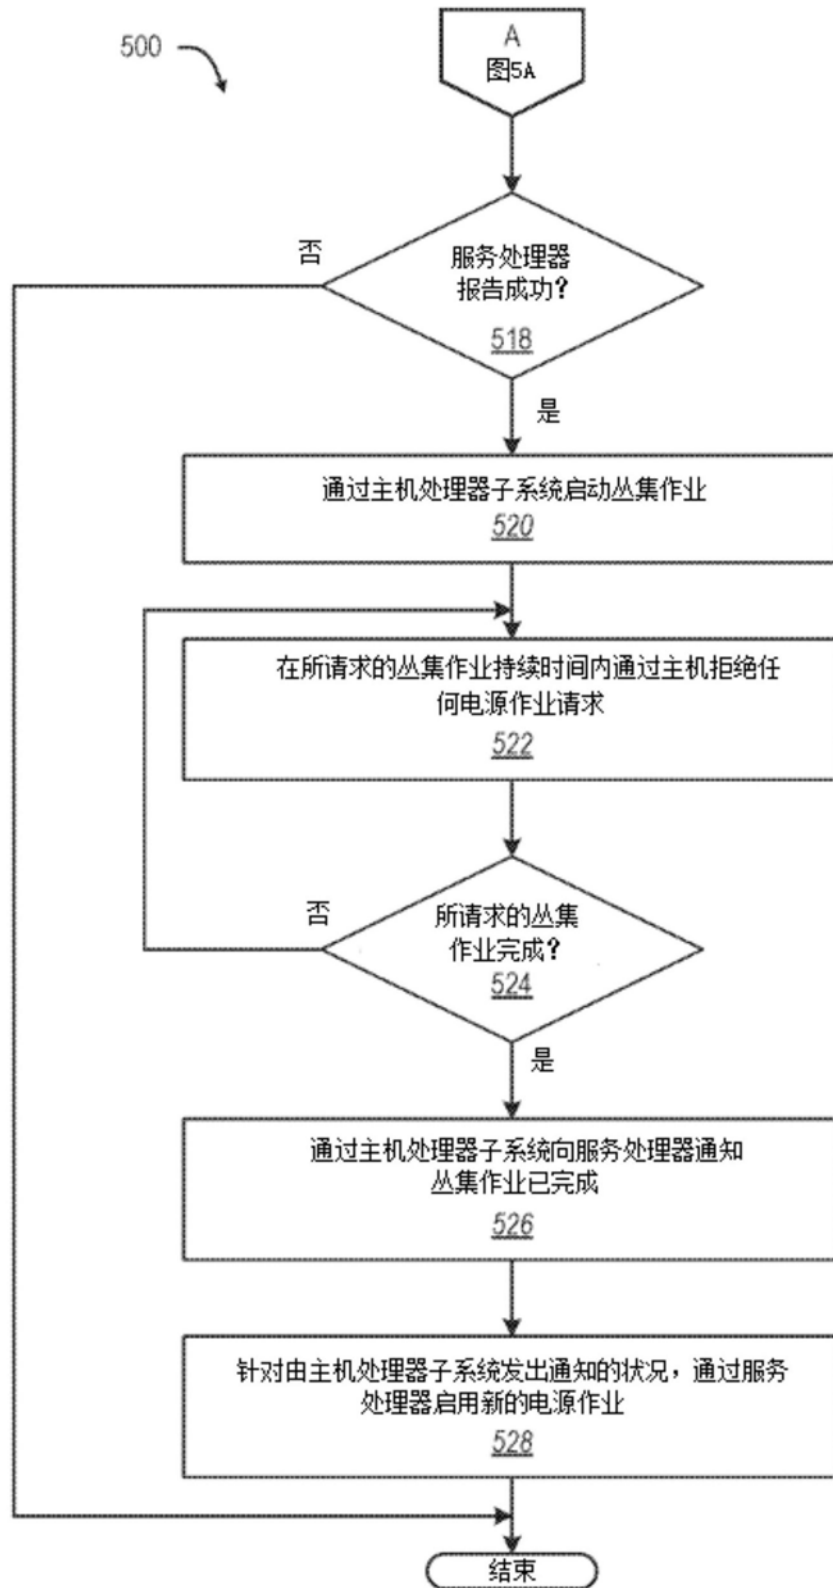 500
A
图5A
否
服务处理器
报告成功?
518
是
通过主机处理器子系统启动丛集作业
520
在所请求的丛集作业持续时间内通过主机拒绝任
何电源作业请求
522
否
所请求的丛集
作业完成?
524
是
通过主机处理器子系统向服务处理器通知
丛集作业已完成
526
针对由主机处理器子系统发出通知的状况，通过服务
处理器启用新的电源作业
528
结束